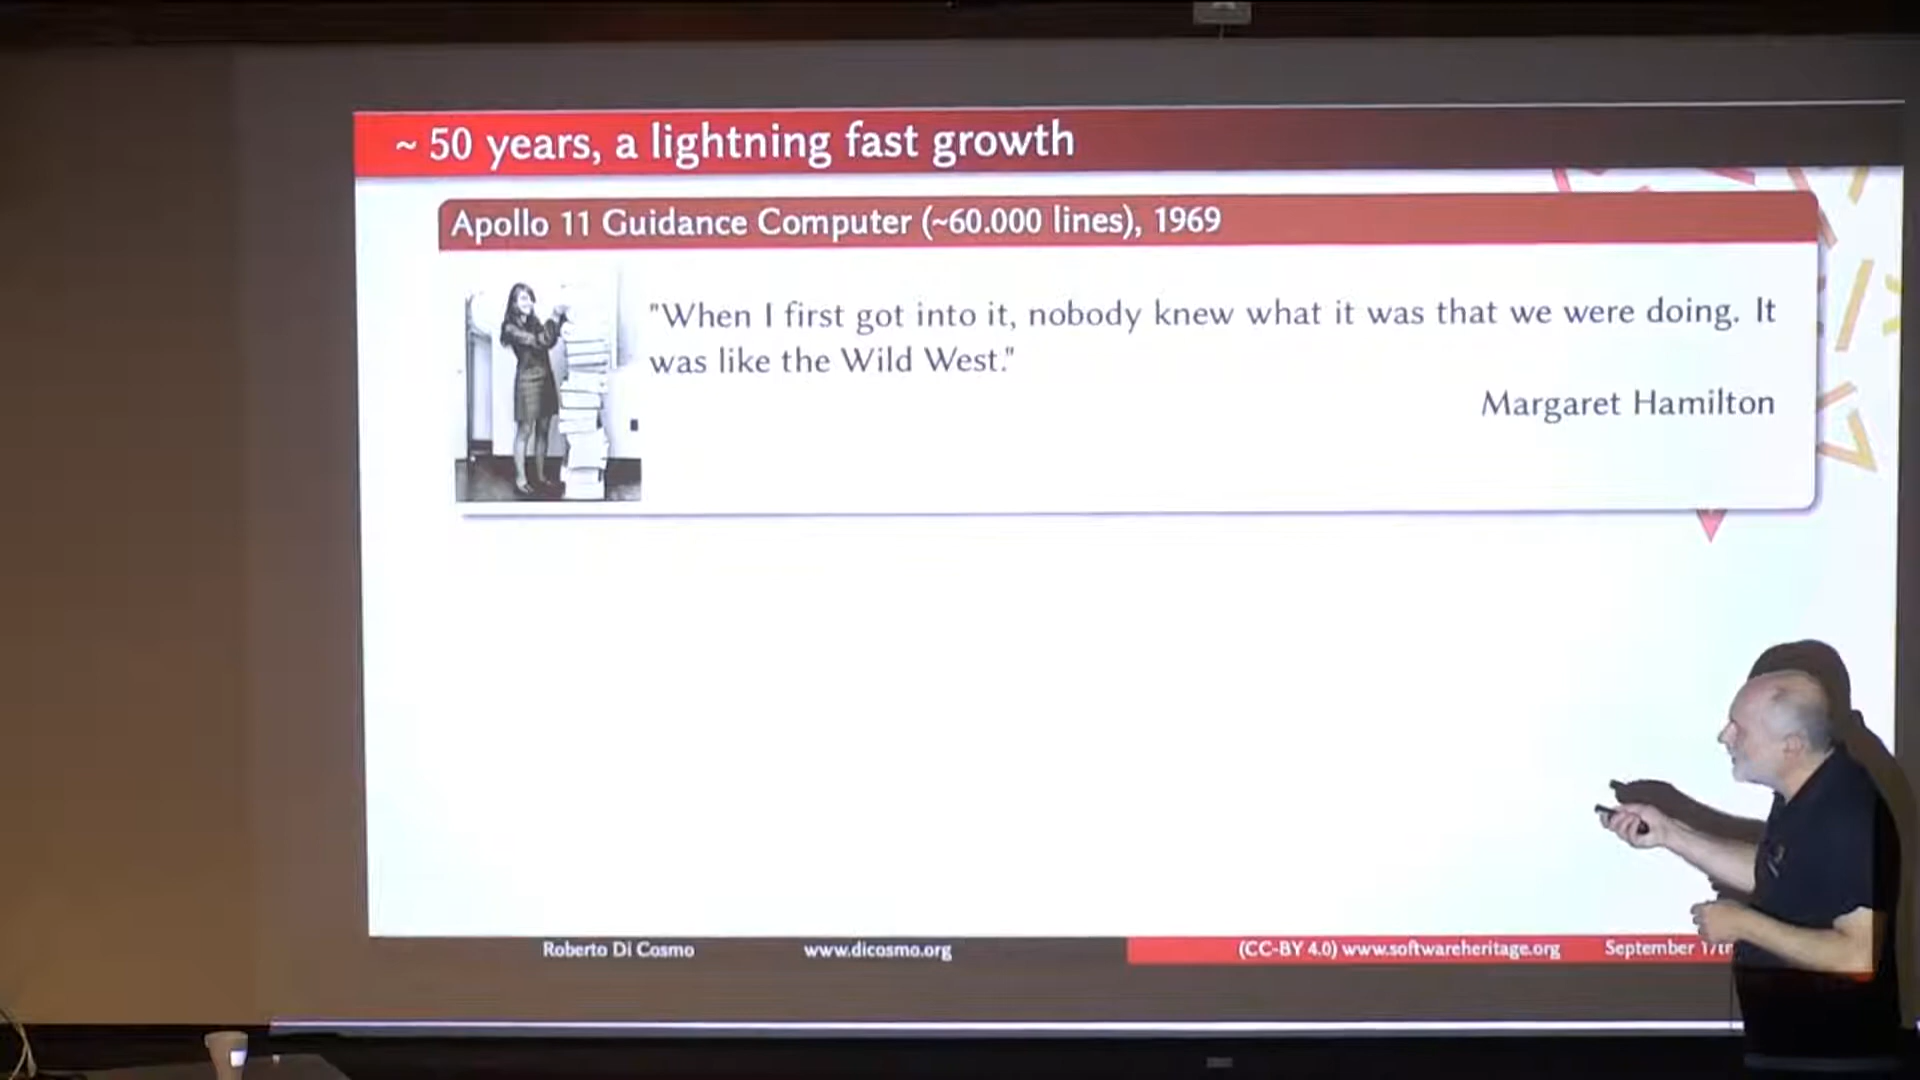 ~ 50 years, a lightning fast growth
Apollo 11 Guidance Computer (~60.000 lines), 1969
"When I first got into it, nobody knew what it was that we were doing. It
was like the Wild West."
Margaret Hamilton
Roberto Di Cosmo www.dicosmo.org (CC-BY 4.0) www.softwareheritage.org September 17th